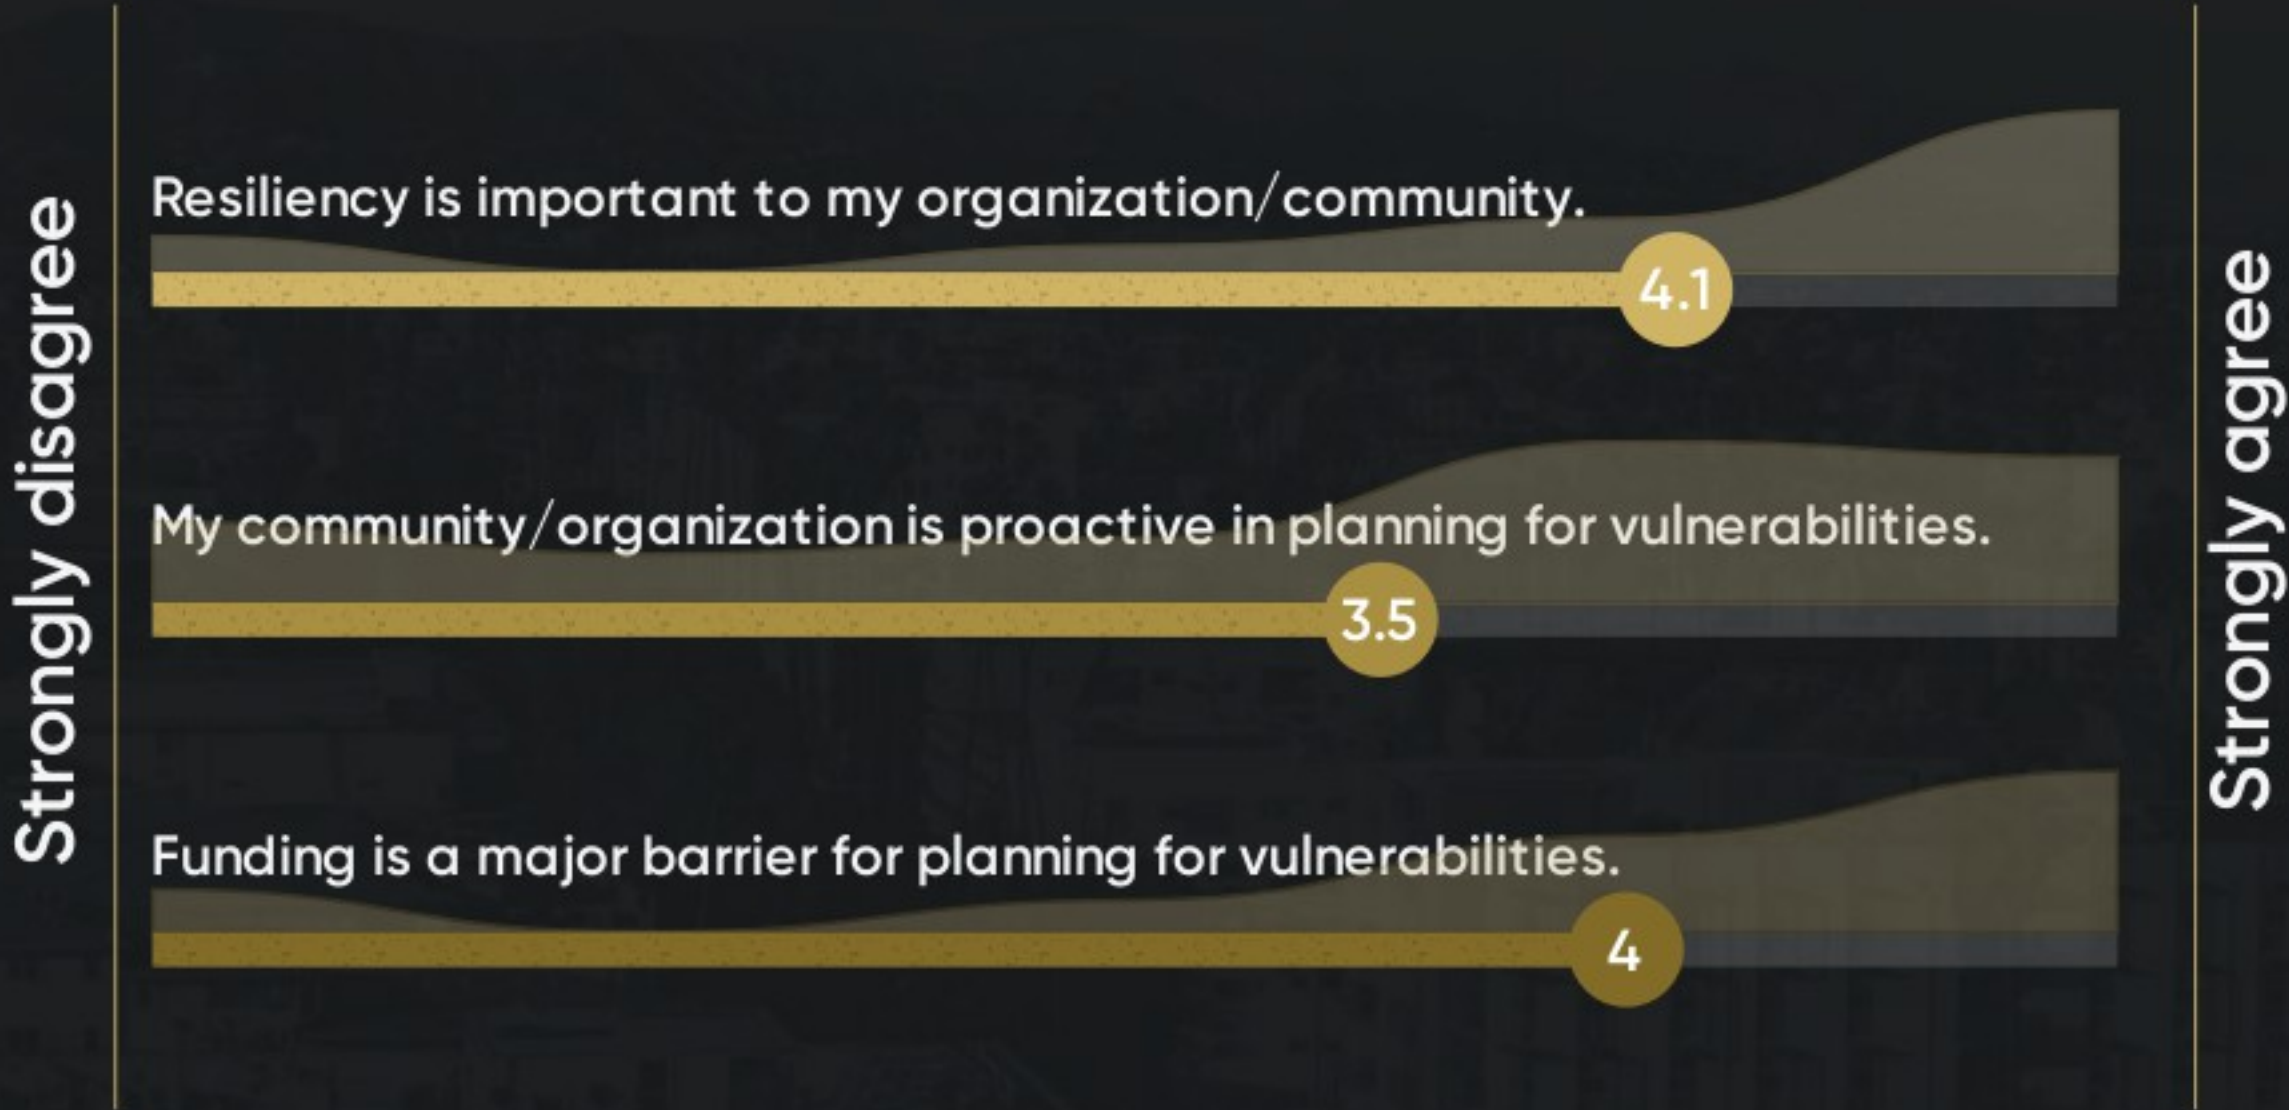 Strongly disagree
Resiliency is important to my organization/community.
4.1
My community/organization is proactive in planning for vulnerabilities.
3.5
Funding is a major barrier for planning for vulnerabilities.
4
Strongly agree